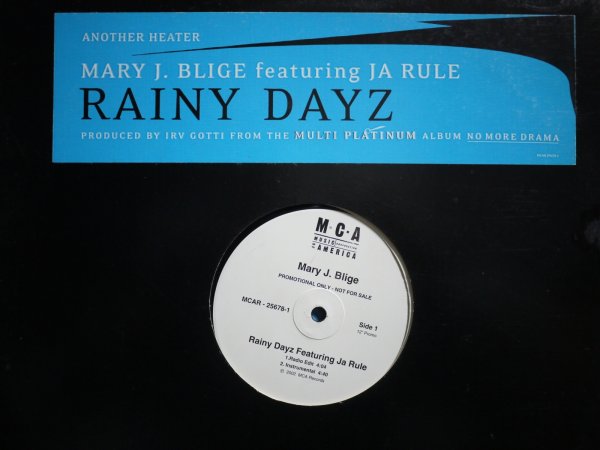 ANOTHER HEATER
MARY J. BLIGE featuring JA RULE
RAINY DAYZ
PRODUCED BY IRV GOTTI FROM THE MULTI PLATINUM ALBUM NO MORE DRAMA
M·C·A
MUSIC CORPORATION
OF AMERICA
Mary J. Blige
PROMOTIONAL ONLY - NOT FOR SALE
MCAR - 25678-1
Side 1
12" Promo
Rainy Dayz Featuring Ja Rule
1.Radio Edit 4:04
2. Instrumental 4:40
© 2002 MCA Records